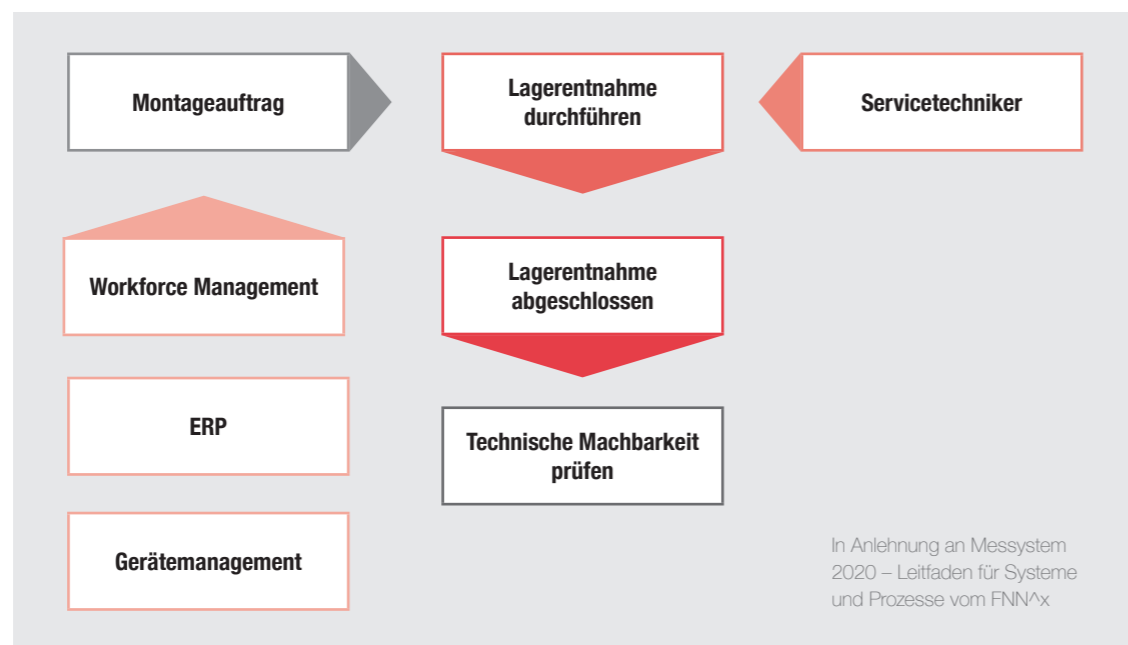 Montageauftrag
Lagerentnahme
durchführen
Servicetechniker
Workforce Management
Lagerentnahme
abgeschlossen
ERP
Technische Machbarkeit
prüfen
Gerätemanagement
In Anlehnung an Messystem
2020 – Leitfaden für Systeme
und Prozesse vom FNN^x